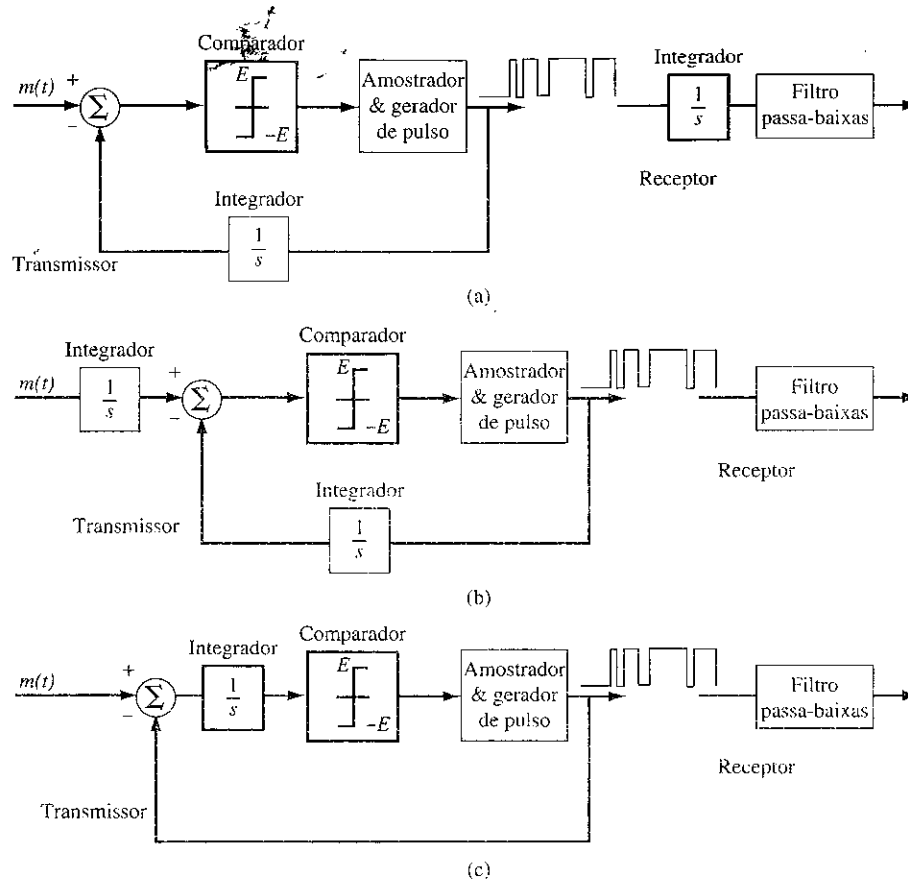 Comparador
Integrador
m(t)
+
−
Σ
E
−E
Amostrador
& gerador
de pulso
1
s
Filtro
passa-baixas
Receptor
Integrador
1
s
Transmissor
(a)
Integrador
Comparador
m(t)
1
s
+
−
Σ
E
−E
Amostrador
& gerador
de pulso
Filtro
passa-baixas
Receptor
Integrador
Transmissor
1
s
(b)
Integrador
Comparador
m(t)
+
−
Σ
1
s
E
−E
Amostrador
& gerador
de pulso
Filtro
passa-baixas
Receptor
Transmissor
(c)